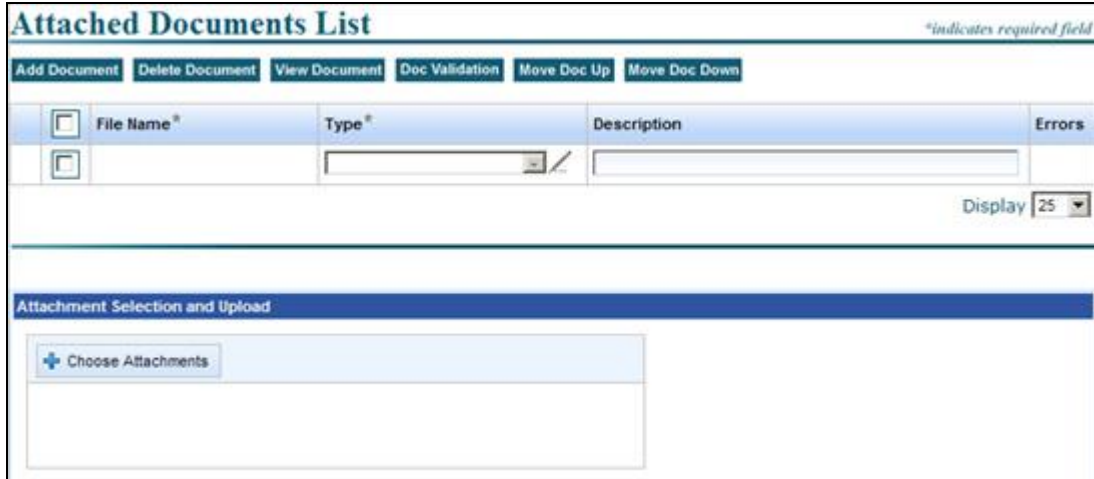 Attached Documents List
*indicates required field
Add Document Delete Document View Document Doc Validation Move Doc Up Move Doc Down
File Name* Type* Description Errors
Display 25
Attachment Selection and Upload
Choose Attachments